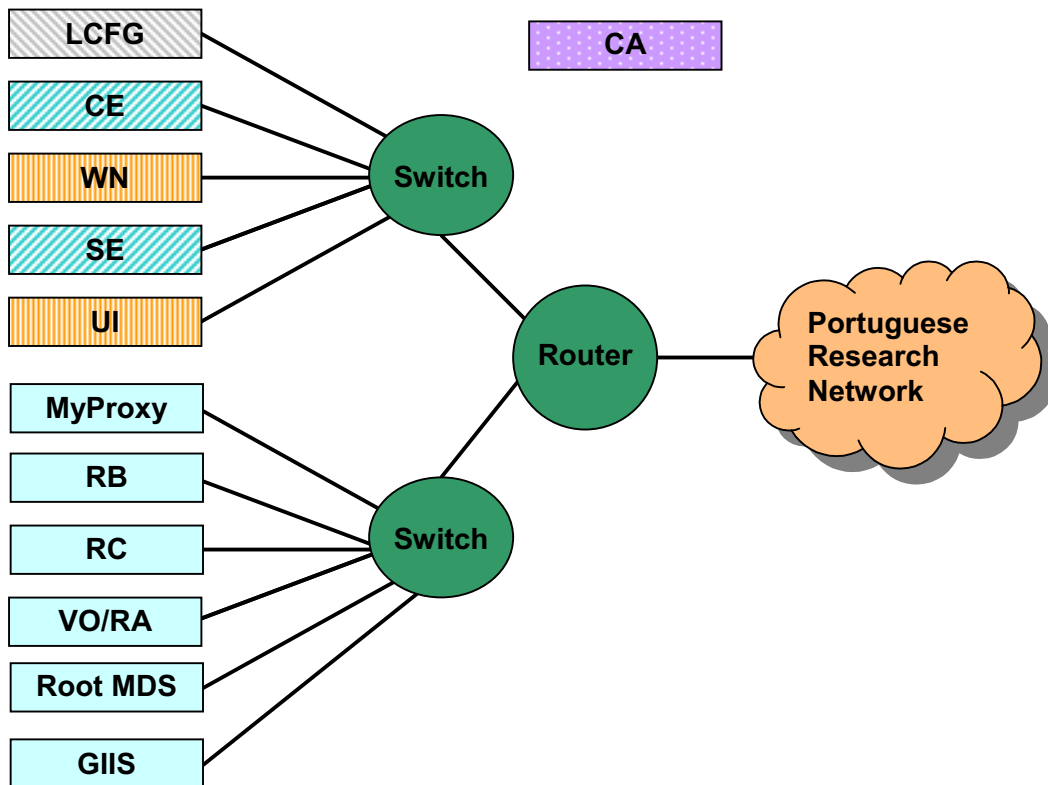 LCFG
CA
CE
WN
Switch
SE
UI
Router
Portuguese
Research
Network
MyProxy
RB
RC
Switch
VO/RA
Root MDS
GIIS